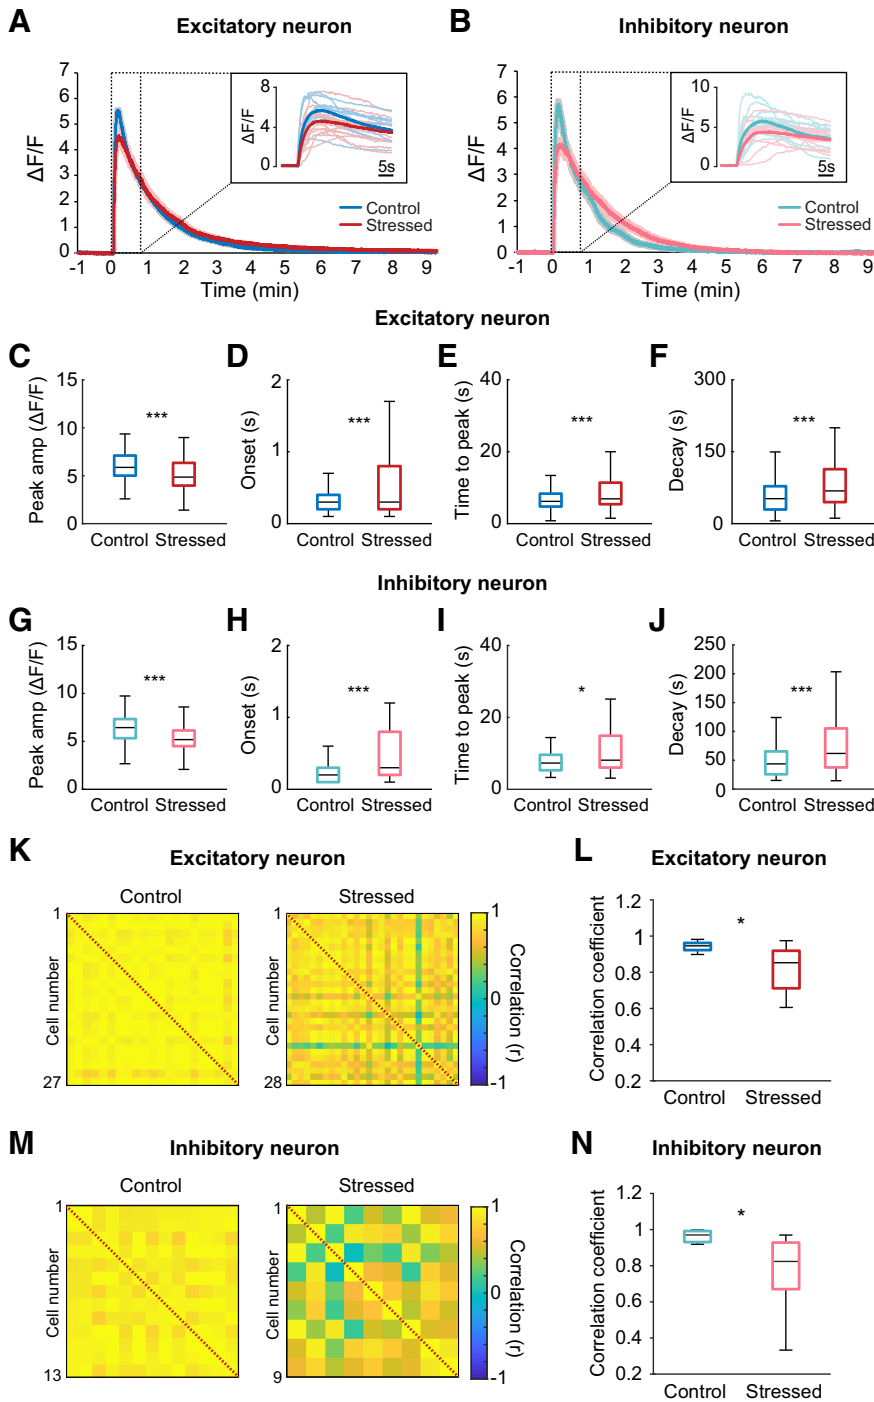 A
Excitatory neuron
B
Inhibitory neuron
7
6
5
4
3
2
1
0
ΔF/F
8
4
0
ΔF/F
5s
Control
Stressed
-1 0 1 2 3 4 5 6 7 8 9
Time (min)
7
6
5
4
3
2
1
0
ΔF/F
10
5
0
ΔF/F
5s
Control
Stressed
-1 0 1 2 3 4 5 6 7 8 9
Time (min)
Excitatory neuron
C
Peak amp (ΔF/F)
15
10
5
0
***
Control Stressed
D
Onset (s)
2
1
0
***
Control Stressed
E
Time to peak (s)
40
20
0
***
Control Stressed
F
Decay (s)
300
150
0
***
Control Stressed
Inhibitory neuron
G
Peak amp (ΔF/F)
15
10
5
0
***
Control Stressed
H
Onset (s)
2
1
0
***
Control Stressed
I
Time to peak (s)
40
20
0
*
Control Stressed
J
Decay (s)
250
200
150
100
50
0
***
Control Stressed
K
Excitatory neuron
Control
1
Cell number
27
Stressed
1
Cell number
28
1
0
-1
Correlation (r)
L
Excitatory neuron
Correlation coefficient
1.2
1
0.8
0.6
0.4
0.2
*
Control Stressed
M
Inhibitory neuron
Control
1
Cell number
13
Stressed
1
Cell number
9
1
0
-1
Correlation (r)
N
Inhibitory neuron
Correlation coefficient
1.2
1
0.8
0.6
0.4
0.2
*
Control Stressed